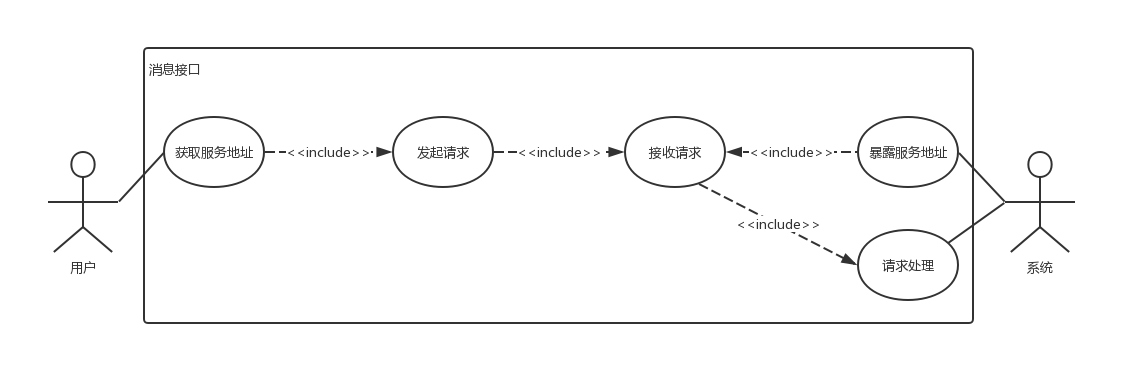 消息接口
获取服务地址
<<include>>
发起请求
<<include>>
接收请求
<<include>>
暴露服务地址
<<include>>
请求处理
用户
系统